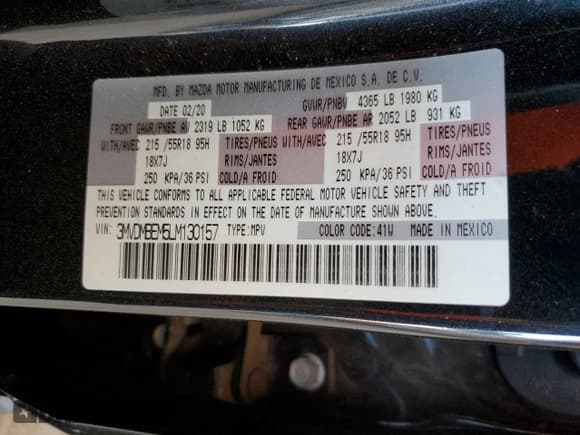 MFD. BY MAZDA MOTOR MANUFACTURING DE MEXICO S.A. DE C.V.
DATE 02/20 GVWR/PNBV 4365 LB 1980 KG
FRONT GAWR/PNBE AV 2319 LB 1052 KG REAR GAWR/PNBE AR 2052 LB 931 KG
WITH/AVEC 215 /55R18 95H TIRES/PNEUS WITH/AVEC 215 /55R18 95H TIRES/PNEUS
18X7J RIMS/JANTES 18X7J RIMS/JANTES
250 KPA/36 PSI COLD/A FROID 250 KPA/36 PSI COLD/A FROID
THIS VEHICLE CONFORMS TO ALL APPLICABLE FEDERAL MOTOR VEHICLE SAFETY AND THEFT
PREVENTION STANDARDS IN EFFECT ON THE DATE OF MANUFACTURE SHOWN ABOVE.
VIN: 3MVDMBEM5LM130157 TYPE:MPV COLOR CODE:41W MADE IN MEXICO